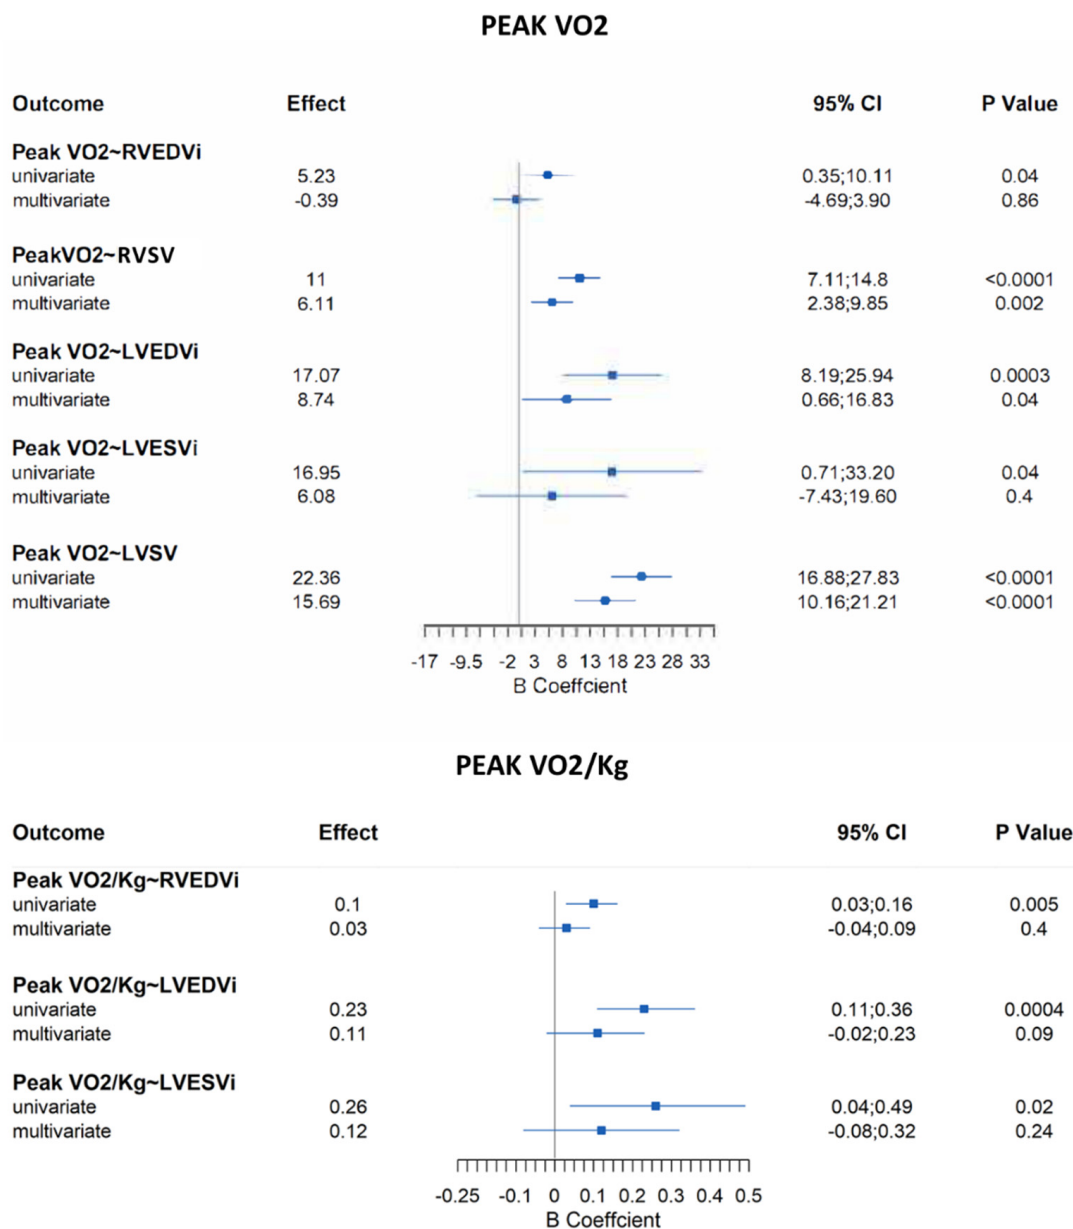 PEAK VO2
Outcome Effect 95% CI P Value
Peak VO2~RVEDVi
univariate 5.23 0.35;10.11 0.04
multivariate -0.39 -4.69;3.90 0.86
PeakVO2~RVSV
univariate 11 7.11;14.8 <0.0001
multivariate 6.11 2.38;9.85 0.002
Peak VO2~LVEDVi
univariate 17.07 8.19;25.94 0.0003
multivariate 8.74 0.66;16.83 0.04
Peak VO2~LVESVi
univariate 16.95 0.71;33.20 0.04
multivariate 6.08 -7.43;19.60 0.4
Peak VO2~LVSV
univariate 22.36 16.88;27.83 <0.0001
multivariate 15.69 10.16;21.21 <0.0001
-17 -9.5 -2 3 8 13 18 23 28 33
B Coeffcient
PEAK VO2/Kg
Outcome Effect 95% CI P Value
Peak VO2/Kg~RVEDVi
univariate 0.1 0.03;0.16 0.005
multivariate 0.03 -0.04;0.09 0.4
Peak VO2/Kg~LVEDVi
univariate 0.23 0.11;0.36 0.0004
multivariate 0.11 -0.02;0.23 0.09
Peak VO2/Kg~LVESVi
univariate 0.26 0.04;0.49 0.02
multivariate 0.12 -0.08;0.32 0.24
-0.25 -0.1 0 0.1 0.2 0.3 0.4 0.5
B Coeffcient